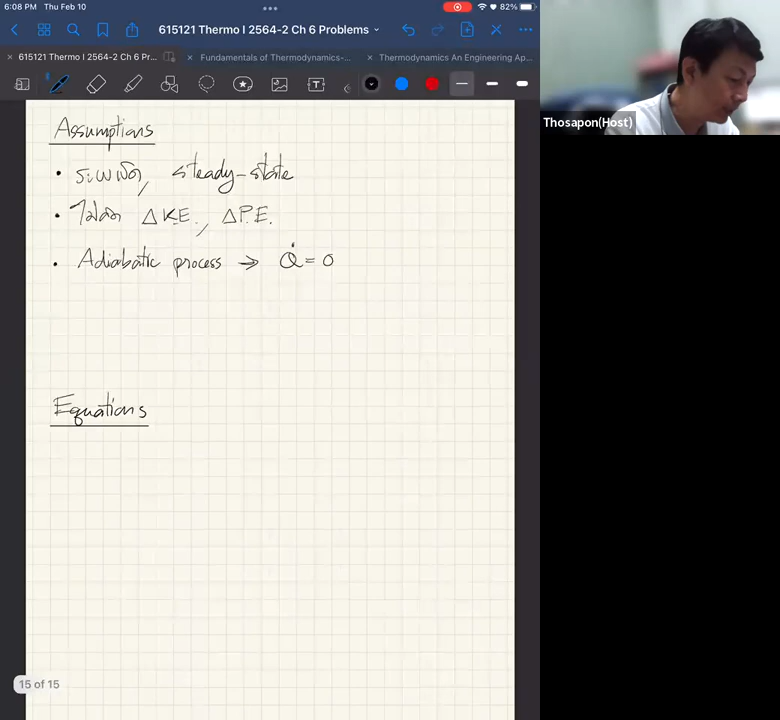 6:08 PM Thu Feb 10
82%
615121 Thermo I 2564-2 Ch 6 Problems
615121 Thermo I 2564-2 Ch 6 Pr...
Fundamentals of Thermodynamics-...
Thermodynamics An Engineering Ap...
Thosapon(Host)
Assumptions
• ระบบเปิด, steady-state
• ไม่คิด ΔK.E., ΔP.E.
• Adiabatic process → Q̇ = 0
Equations
15 of 15